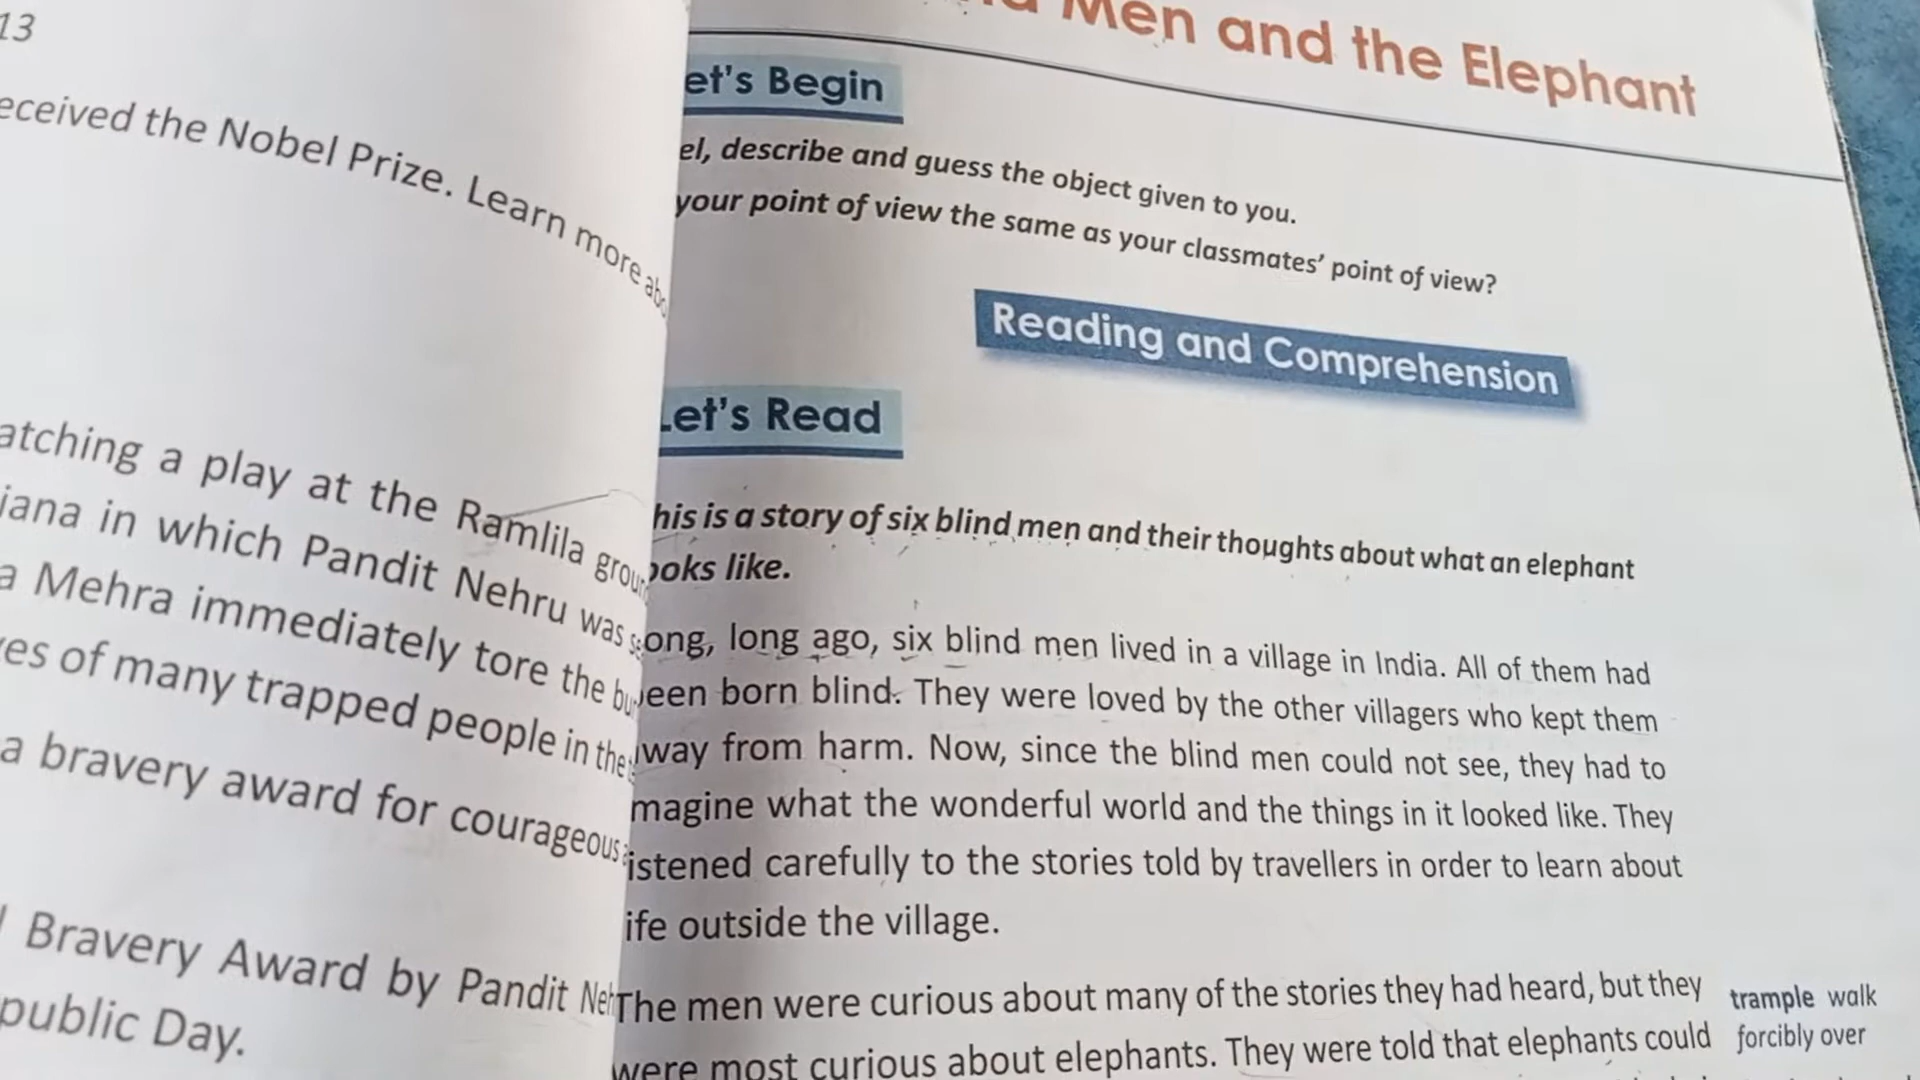 13
eceived the Nobel Prize. Learn more abo
atching a play at the Ramlila groun
iana in which Pandit Nehru was
a Mehra immediately tore the
es of many trapped people in the
a bravery award for courageous
Bravery Award by Pandit Neh
public Day.
Men and the Elephant
et's Begin
el, describe and guess the object given to you.
your point of view the same as your classmates' point of view?
Reading and Comprehension
Let's Read
his is a story of six blind men and their thoughts about what an elephant
ooks like.
ong, long ago, six blind men lived in a village in India. All of them had
een born blind. They were loved by the other villagers who kept them
way from harm. Now, since the blind men could not see, they had to
magine what the wonderful world and the things in it looked like. They
istened carefully to the stories told by travellers in order to learn about
ife outside the village.
The men were curious about many of the stories they had heard, but they
were most curious about elephants. They were told that elephants could
trample walk
forcibly over